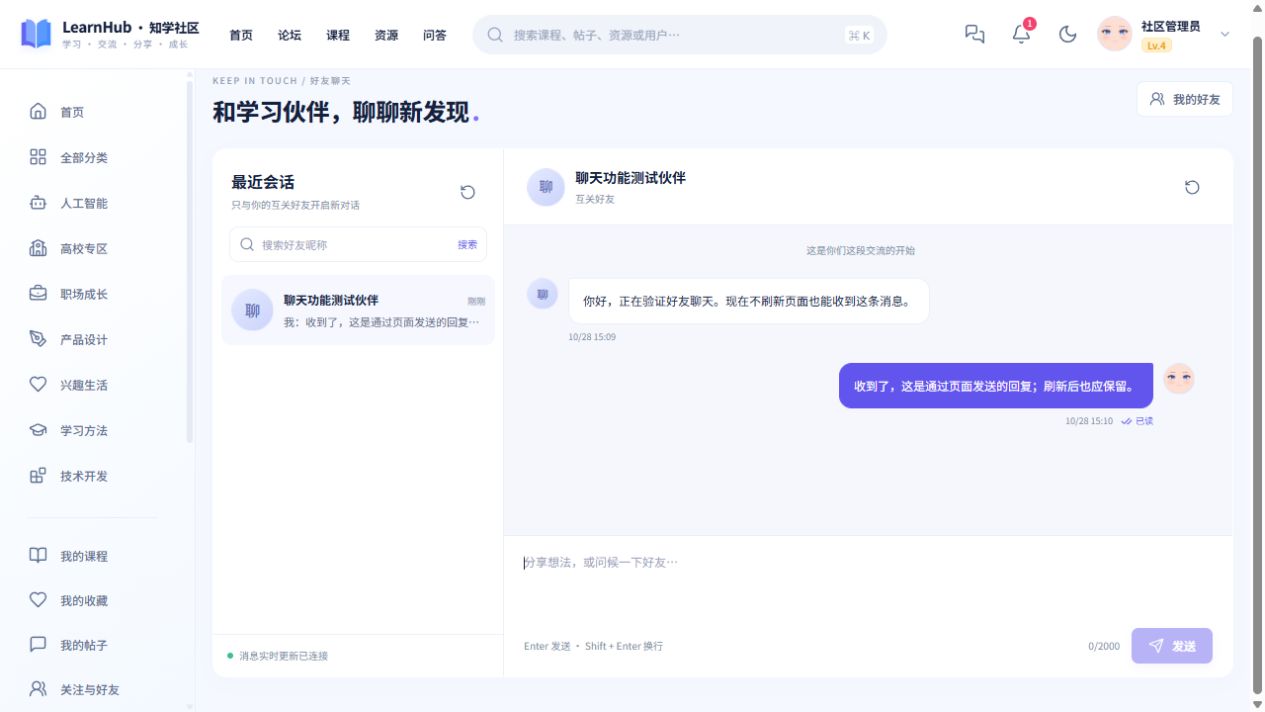 LearnHub · 知学社区
学习 · 交流 · 分享 · 成长
首页 论坛 课程 资源 问答
搜索课程、帖子、资源或用户…
⌘ K
1
社区管理员
Lv.4
首页
全部分类
人工智能
高校专区
职场成长
产品设计
兴趣生活
学习方法
技术开发
我的课程
我的收藏
我的帖子
关注与好友
KEEP IN TOUCH / 好友聊天
和学习伙伴，聊聊新发现.
我的好友
最近会话
只与你的互关好友开启新对话
搜索好友昵称 搜索
聊
聊天功能测试伙伴 刚刚
我：收到了，这是通过页面发送的回复…
消息实时更新已连接
聊
聊天功能测试伙伴
互关好友
这是你们这段交流的开始
聊
你好，正在验证好友聊天。现在不刷新页面也能收到这条消息。
10/28 15:09
收到了，这是通过页面发送的回复；刷新后也应保留。
10/28 15:10 已读
分享想法，或问候一下好友…
Enter 发送 · Shift + Enter 换行
0/2000
发送